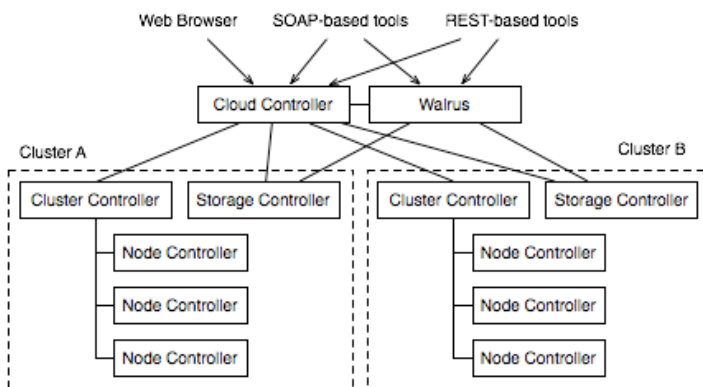 Web Browser SOAP-based tools REST-based tools
Cloud Controller Walrus
Cluster A Cluster B
Cluster Controller Storage Controller Cluster Controller Storage Controller
Node Controller Node Controller
Node Controller Node Controller
Node Controller Node Controller